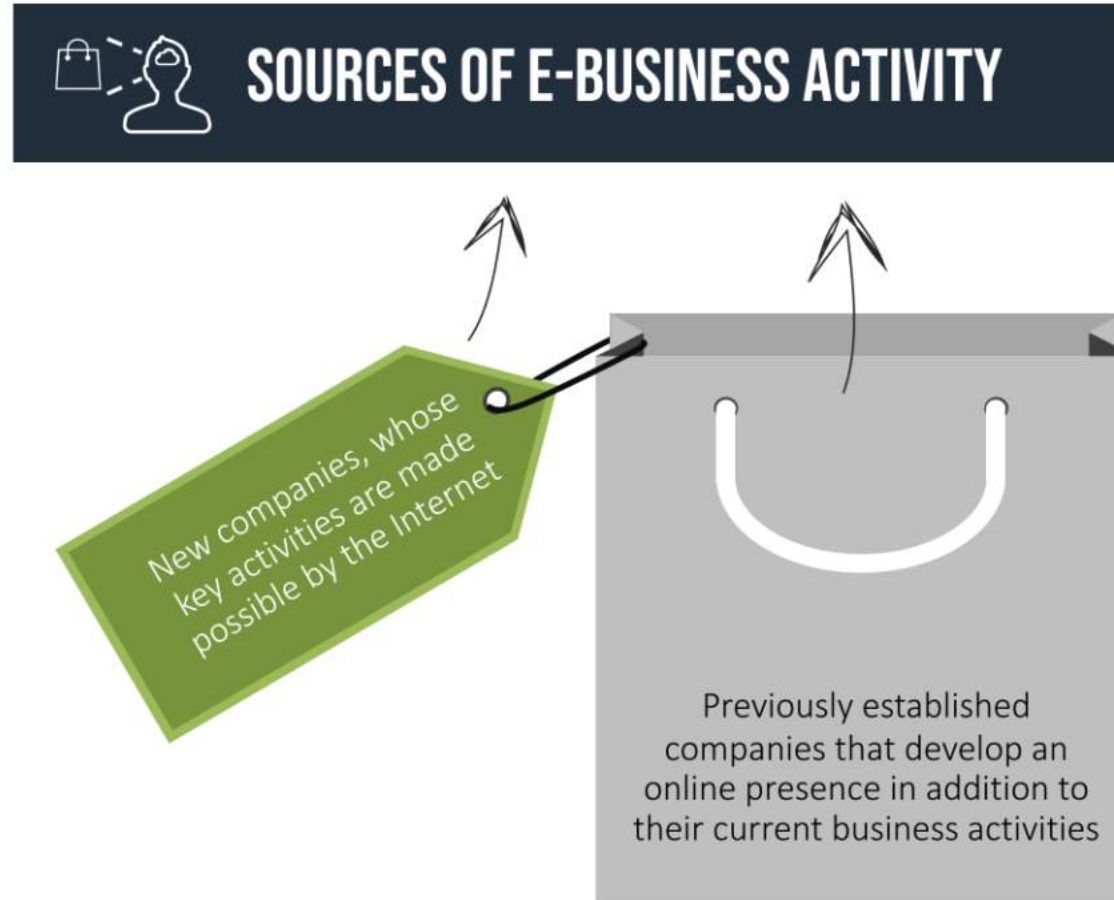 SOURCES OF E-BUSINESS ACTIVITY
New companies, whose
key activities are made
possible by the Internet
Previously established
companies that develop an
online presence in addition to
their current business activities